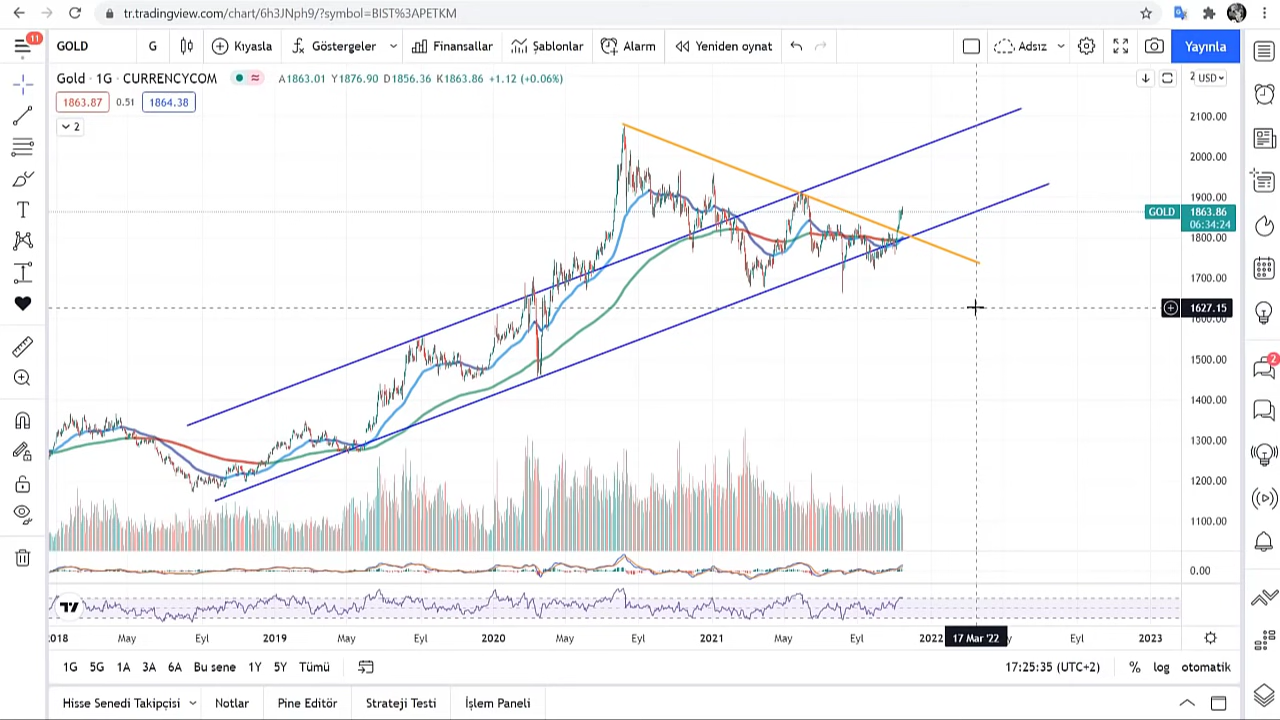 tr.tradingview.com/chart/6h3JNph9/?symbol=BIST%3APETKM
11
GOLD G Kıyasla Göstergeler Finansallar Şablonlar Alarm Yeniden oynat Adsız Yayınla
Gold · 1G · CURRENCYCOM A1863.01 Y1876.90 D1856.36 K1863.86 +1.12 (+0.06%)
2 USD
1863.87 0.51 1864.38
2
2100.00
2000.00
1900.00
GOLD 1863.86
06:34:24
1800.00
1700.00
1627.15
1600.00
1500.00
1400.00
1300.00
1200.00
1100.00
0.00
2
2018 May Eyl 2019 May Eyl 2020 May Eyl 2021 May Eyl 2022 17 Mar '22 Eyl 2023
1G 5G 1A 3A 6A Bu sene 1Y 5Y Tümü 17:25:35 (UTC+2) % log otomatik
Hisse Senedi Takipçisi Notlar Pine Editör Strateji Testi İşlem Paneli